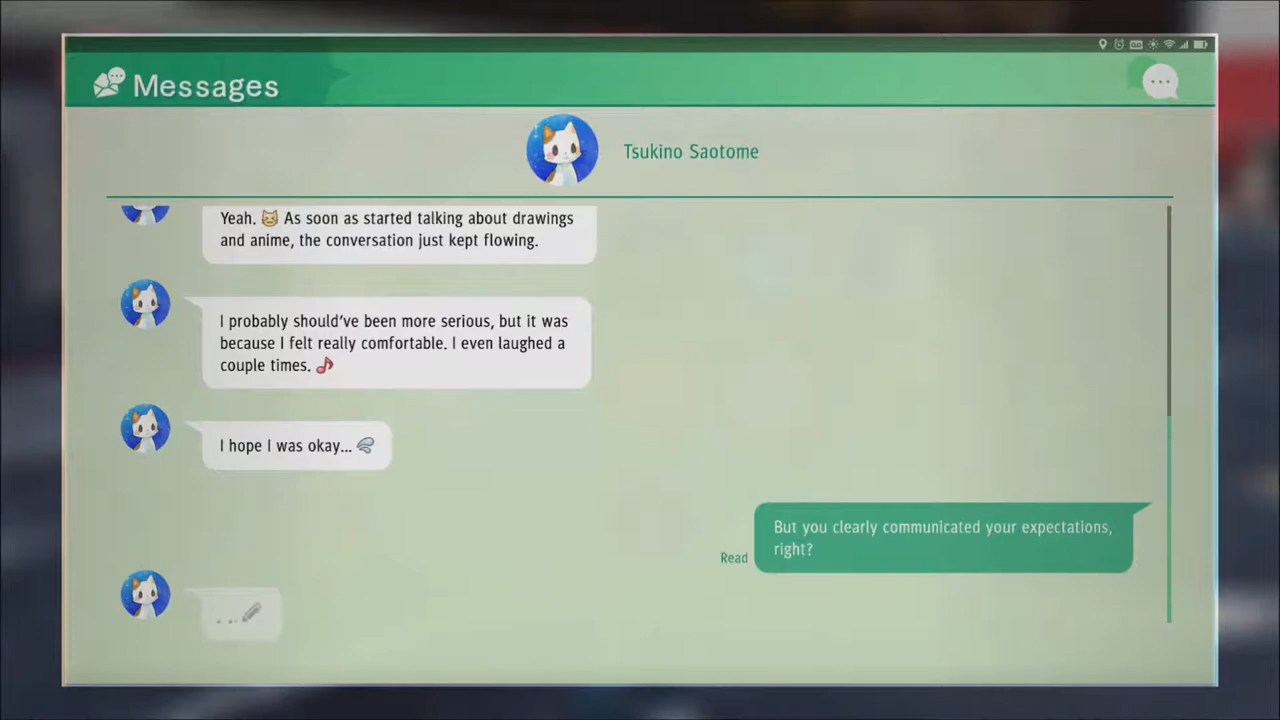 Messages
Tsukino Saotome
Yeah. 😼 As soon as started talking about drawings
and anime, the conversation just kept flowing.
I probably should've been more serious, but it was
because I felt really comfortable. I even laughed a
couple times. 🎵
I hope I was okay... 💦
But you clearly communicated your expectations,
right?
Read
...